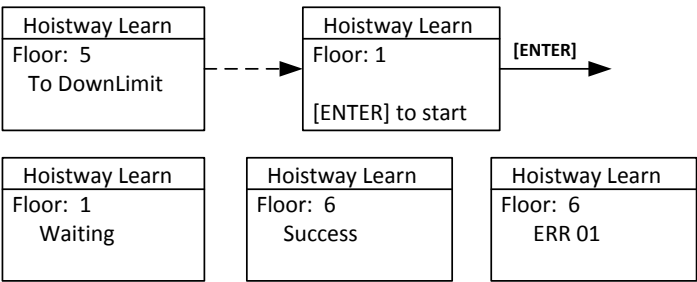 Hoistway Learn
Floor: 5
To DownLimit
Hoistway Learn
Floor: 1
[ENTER] to start
[ENTER]
Hoistway Learn
Floor: 1
Waiting
Hoistway Learn
Floor: 6
Success
Hoistway Learn
Floor: 6
ERR 01